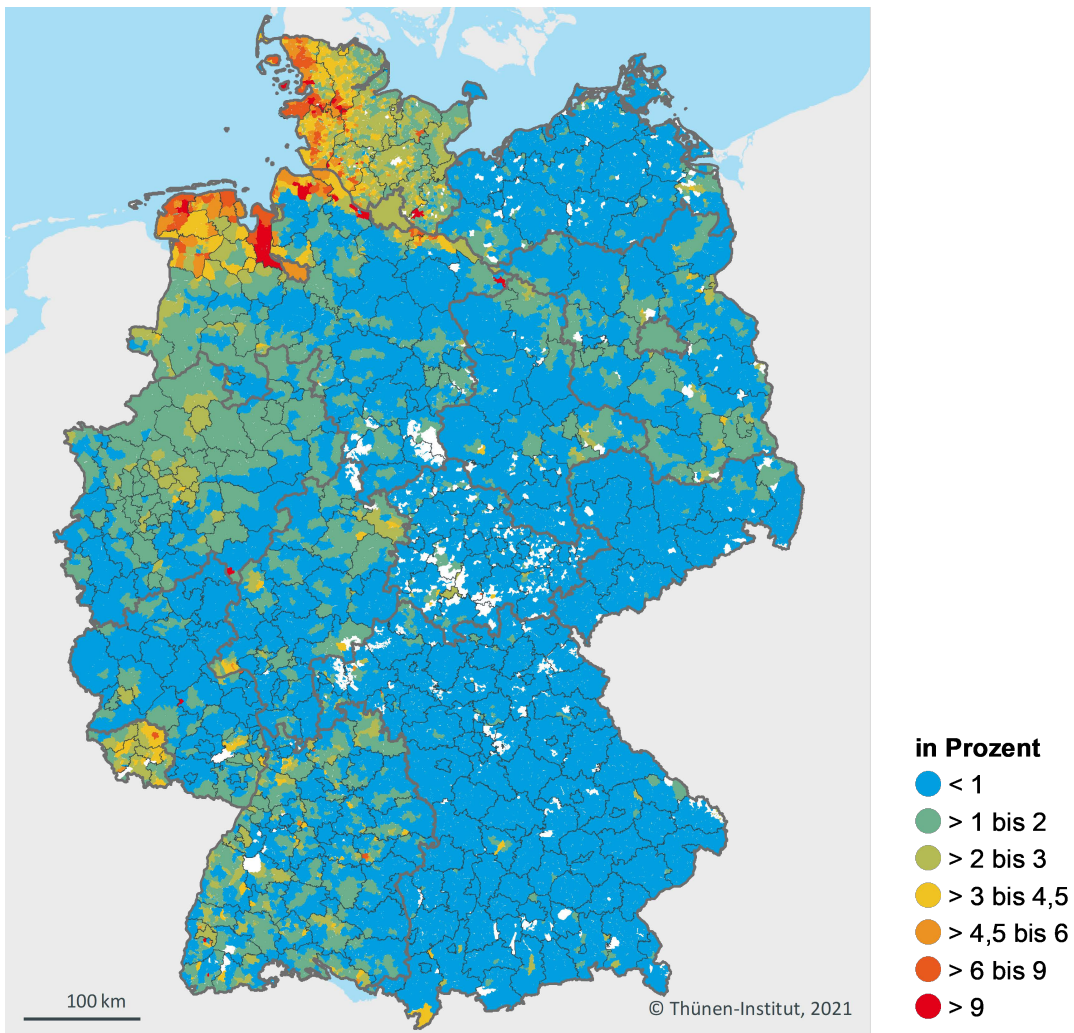 in Prozent
< 1
> 1 bis 2
> 2 bis 3
> 3 bis 4,5
> 4,5 bis 6
> 6 bis 9
> 9
100 km
© Thünen-Institut, 2021